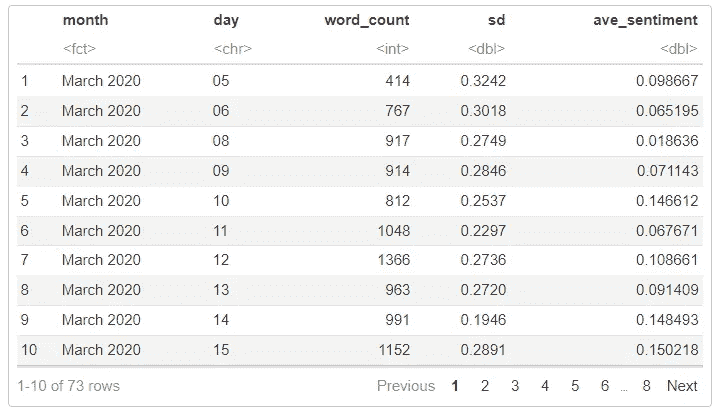 month day word_count sd ave_sentiment
<fct> <chr> <int> <dbl> <dbl>
1 March 2020 05 414 0.3242 0.098667
2 March 2020 06 767 0.3018 0.065195
3 March 2020 08 917 0.2749 0.018636
4 March 2020 09 914 0.2846 0.071143
5 March 2020 10 812 0.2537 0.146612
6 March 2020 11 1048 0.2297 0.067671
7 March 2020 12 1366 0.2736 0.108661
8 March 2020 13 963 0.2720 0.091409
9 March 2020 14 991 0.1946 0.148493
10 March 2020 15 1152 0.2891 0.150218
1-10 of 73 rows Previous 1 2 3 4 5 6 ... 8 Next